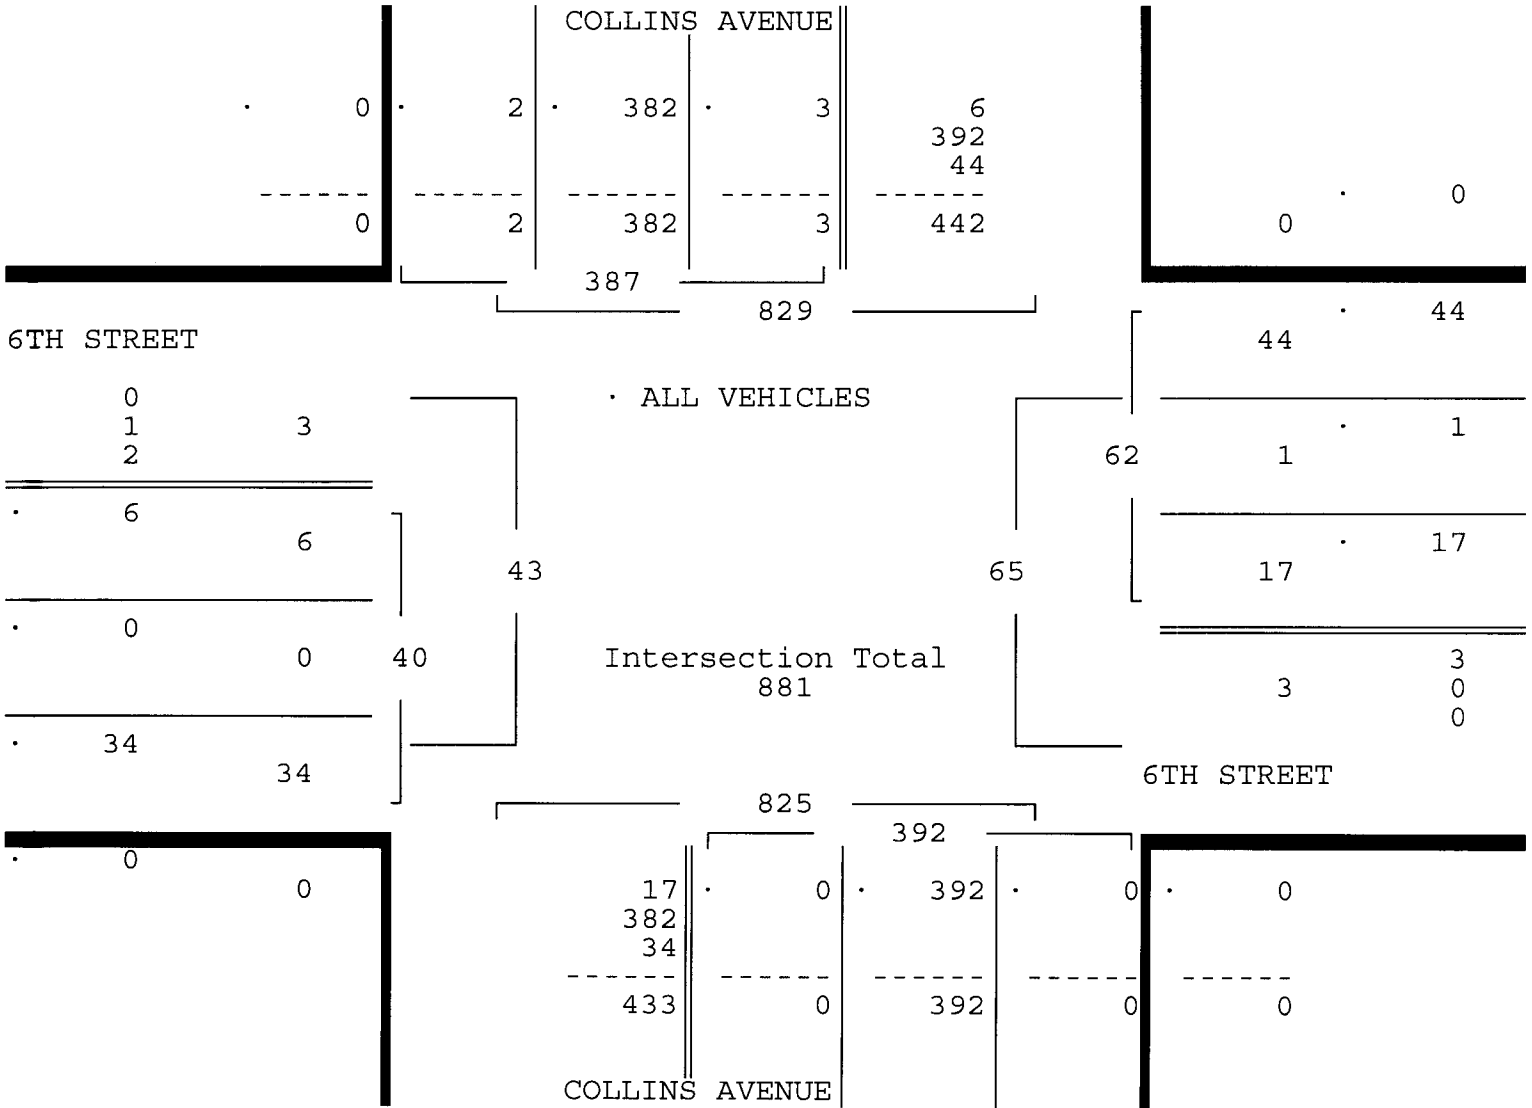 COLLINS AVENUE
· 0 · 2 · 382 · 3 6
392
44
------ ------ ------ ------ ------
· 0
0 2 382 3 442 0
387
829 · 44
6TH STREET 44
0 · ALL VEHICLES
1 3 · 1
2 62 1
· 6
6 · 17
43 65 17
· 0
0 40 Intersection Total 3
881 3 0
0
· 34
34 6TH STREET
825
392
· 0
0 17 · 0 · 392 · 0 · 0
382
34
------ ------ ------ ------ ------
433 0 392 0 0
COLLINS AVENUE